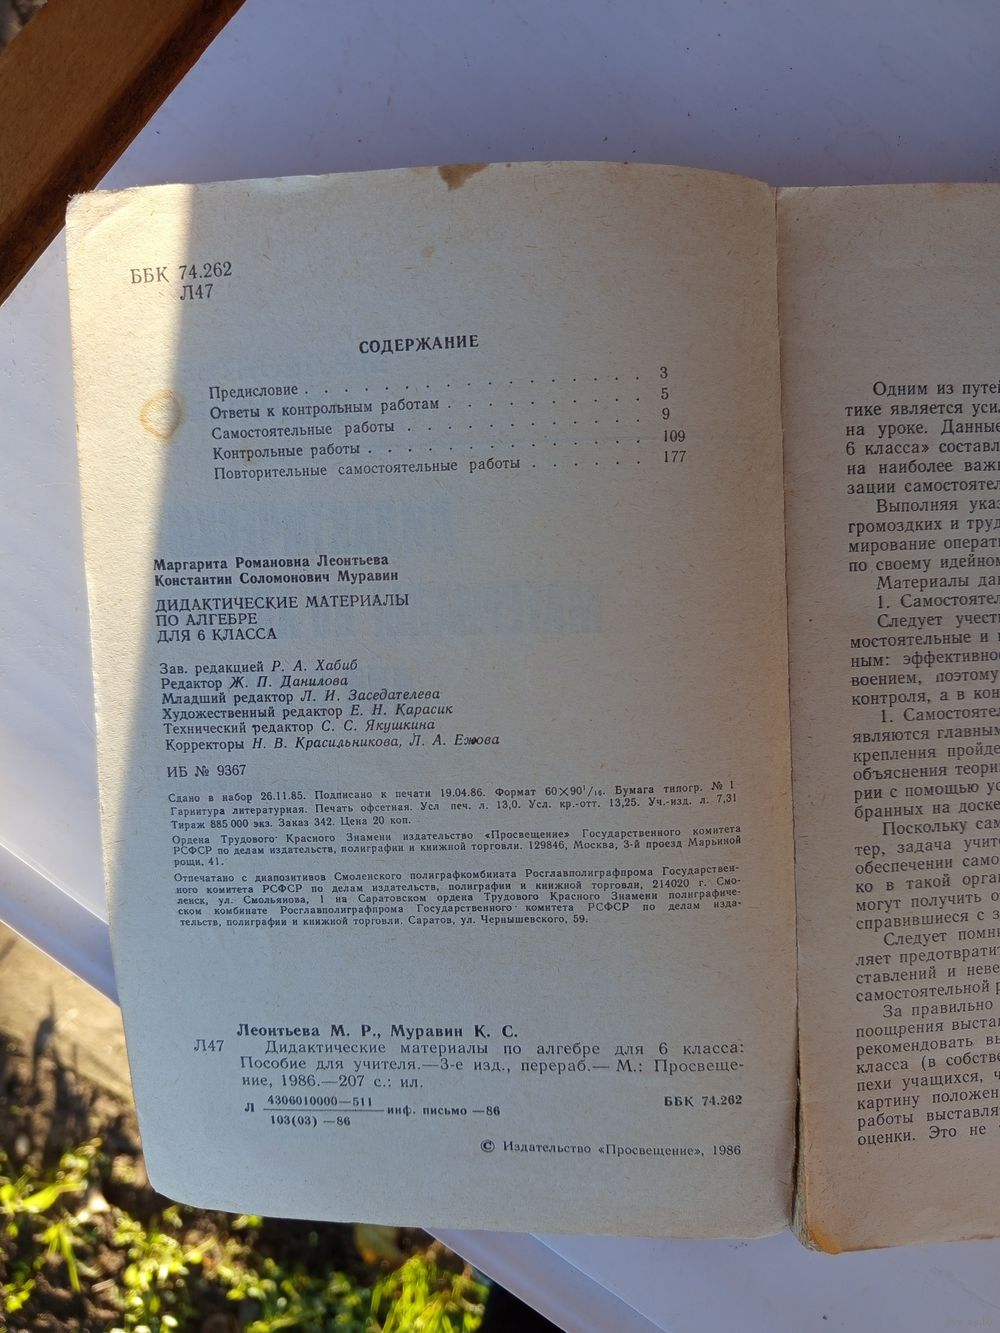 ББК 74.262
Л47
СОДЕРЖАНИЕ
Предисловие . . . . . . . . . . . . . . . . . 3
Ответы к контрольным работам . . . . . . . . . 5
Самостоятельные работы . . . . . . . . . . . . 9
Контрольные работы . . . . . . . . . . . . . . 109
Повторительные самостоятельные работы . . . . . . 177
Маргарита Романовна Леонтьева
Константин Соломонович Муравин
ДИДАКТИЧЕСКИЕ МАТЕРИАЛЫ
ПО АЛГЕБРЕ
ДЛЯ 6 КЛАССА
Зав. редакцией Р. А. Хабиб
Редактор Ж. П. Данилова
Младший редактор Л. И. Заседателева
Художественный редактор Е. Н. Карасик
Технический редактор С. С. Якушкина
Корректоры Н. В. Красильникова, Л. А. Ежова
ИБ № 9367
Сдано в набор 26.11.85. Подписано к печати 19.04.86. Формат 60×90¹/₁₆. Бумага типогр. № 1
Гарнитура литературная. Печать офсетная. Усл печ. л. 13,0. Усл. кр.-отт. 13,25. Уч.-изд. л. 7,31
Тираж 885 000 экз. Заказ 342. Цена 20 коп.
Ордена Трудового Красного Знамени издательство «Просвещение» Государственного комитета
РСФСР по делам издательств, полиграфии и книжной торговли. 129846, Москва, 3-й проезд Марьиной
рощи, 41.
Отпечатано с диапозитивов Смоленского полиграфкомбината Росглавполиграфпрома Государствен-
ного комитета РСФСР по делам издательств, полиграфии и книжной торговли, 214020 г. Смо-
ленск, ул. Смольянова, 1 на Саратовском ордена Трудового Красного Знамени полиграфиче-
ском комбинате Росглавполиграфпрома Государственного комитета РСФСР по делам изда-
тельств, полиграфии и книжной торговли. Саратов, ул. Чернышевского, 59.
Леонтьева М. Р., Муравин К. С.
Л47 Дидактические материалы по алгебре для 6 класса:
Пособие для учителя.—3-е изд., перераб.— М.: Просвеще-
ние, 1986.—207 с.: ил.
Л 4306010000—511
103(03) —86 инф. письмо —86
ББК 74.262
© Издательство «Просвещение», 1986
Одним из путей
тике является уси
на уроке. Данные
6 класса» составл
на наиболее важ
зации самостоятел
Выполняя указ
громоздких и труд
мирование операт
по своему идейном
Материалы дан
1. Самостоятел
Следует учесть
мостоятельные и
ным: эффективнос
воением, поэтому
контроля, а в кон
1. Самостоятел
являются главным
крепления пройде
объяснения теори
рии с помощью ус
бранных на доске
Поскольку сам
тер, задача учит
обеспечении само
ко в такой орган
могут получить о
справившиеся с з
Следует помн
ляет предотврати
ставлений и неве
самостоятельной р
За правильно
поощрения выста
рекомендовать вы
класса (в собстве
пехи учащихся, ч
картину положен
работы выставля
оценки. Это не